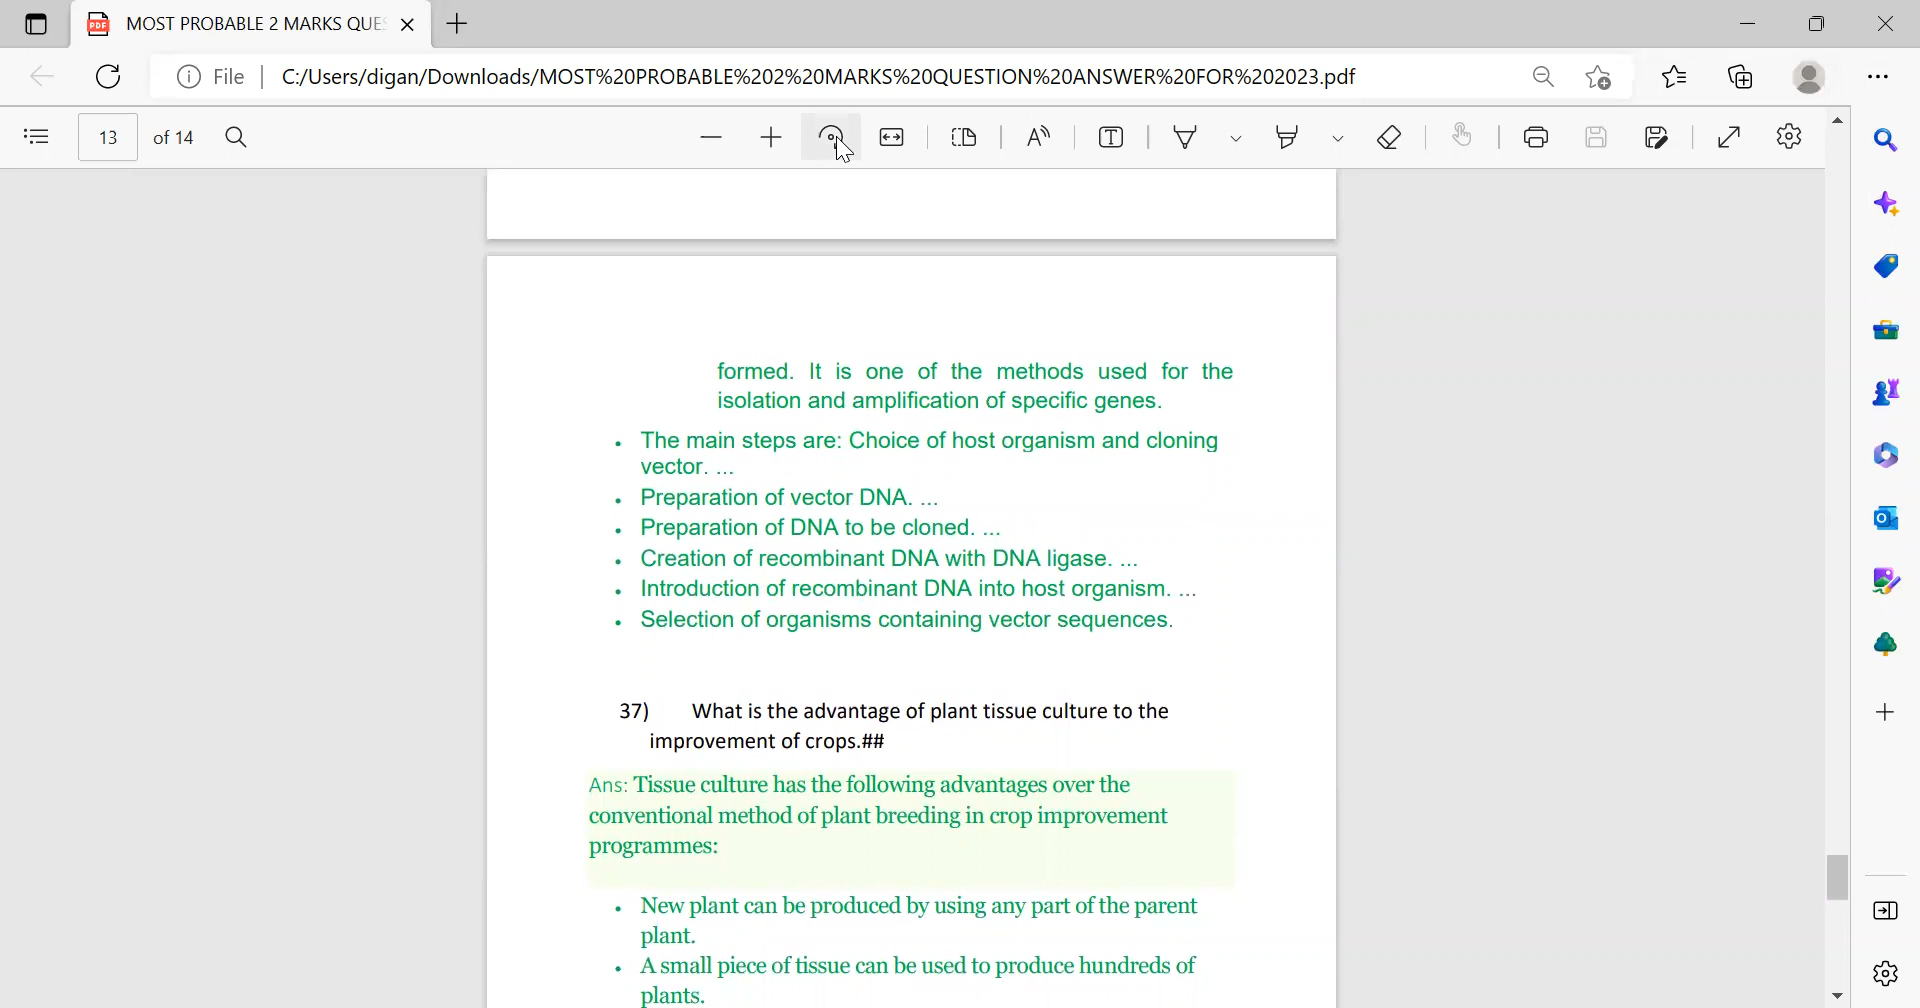 MOST PROBABLE 2 MARKS QUES
File
C:/Users/digan/Downloads/MOST%20PROBABLE%202%20MARKS%20QUESTION%20ANSWER%20FOR%202023.pdf
13 of 14
formed. It is one of the methods used for the
isolation and amplification of specific genes.
• The main steps are: Choice of host organism and cloning
vector. ...
• Preparation of vector DNA. ...
• Preparation of DNA to be cloned. ...
• Creation of recombinant DNA with DNA ligase. ...
• Introduction of recombinant DNA into host organism. ...
• Selection of organisms containing vector sequences.
37) What is the advantage of plant tissue culture to the
improvement of crops.##
Ans: Tissue culture has the following advantages over the
conventional method of plant breeding in crop improvement
programmes:
• New plant can be produced by using any part of the parent
plant.
• A small piece of tissue can be used to produce hundreds of
plants.